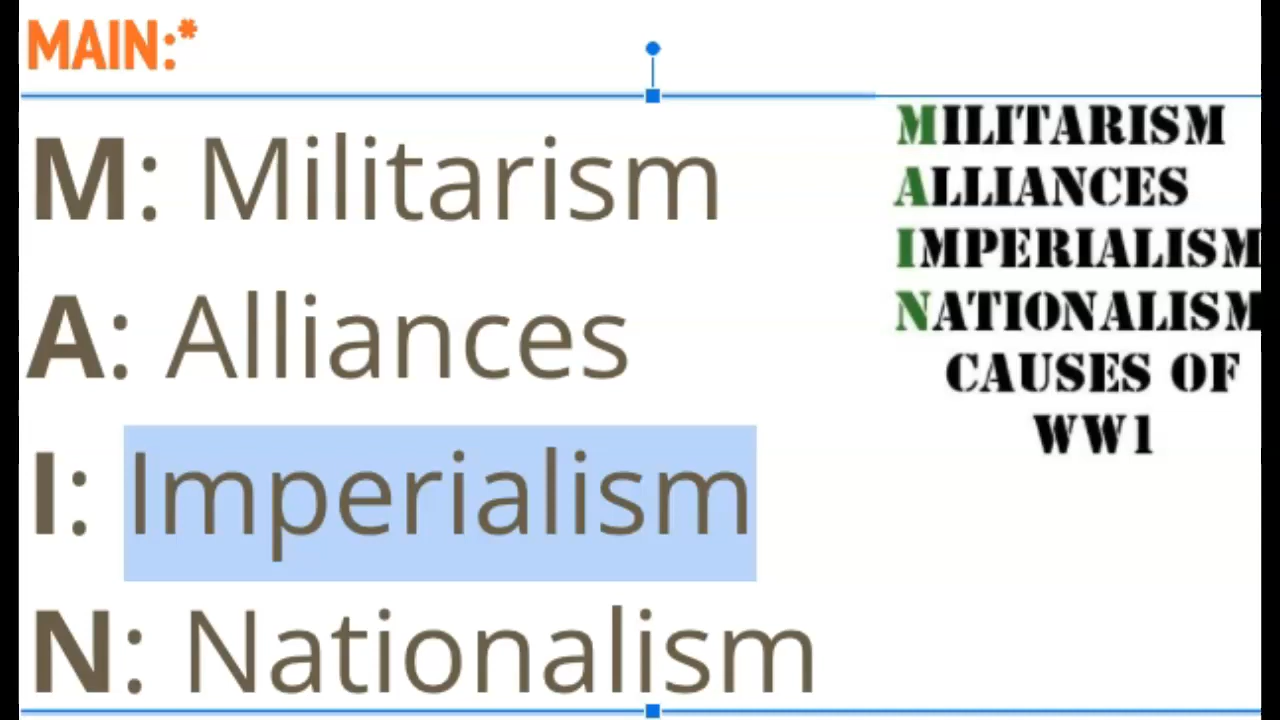 MAIN:*
M: Militarism
A: Alliances
I: Imperialism
N: Nationalism
MILITARISM
ALLIANCES
IMPERIALISM
NATIONALISM
CAUSES OF
WW1